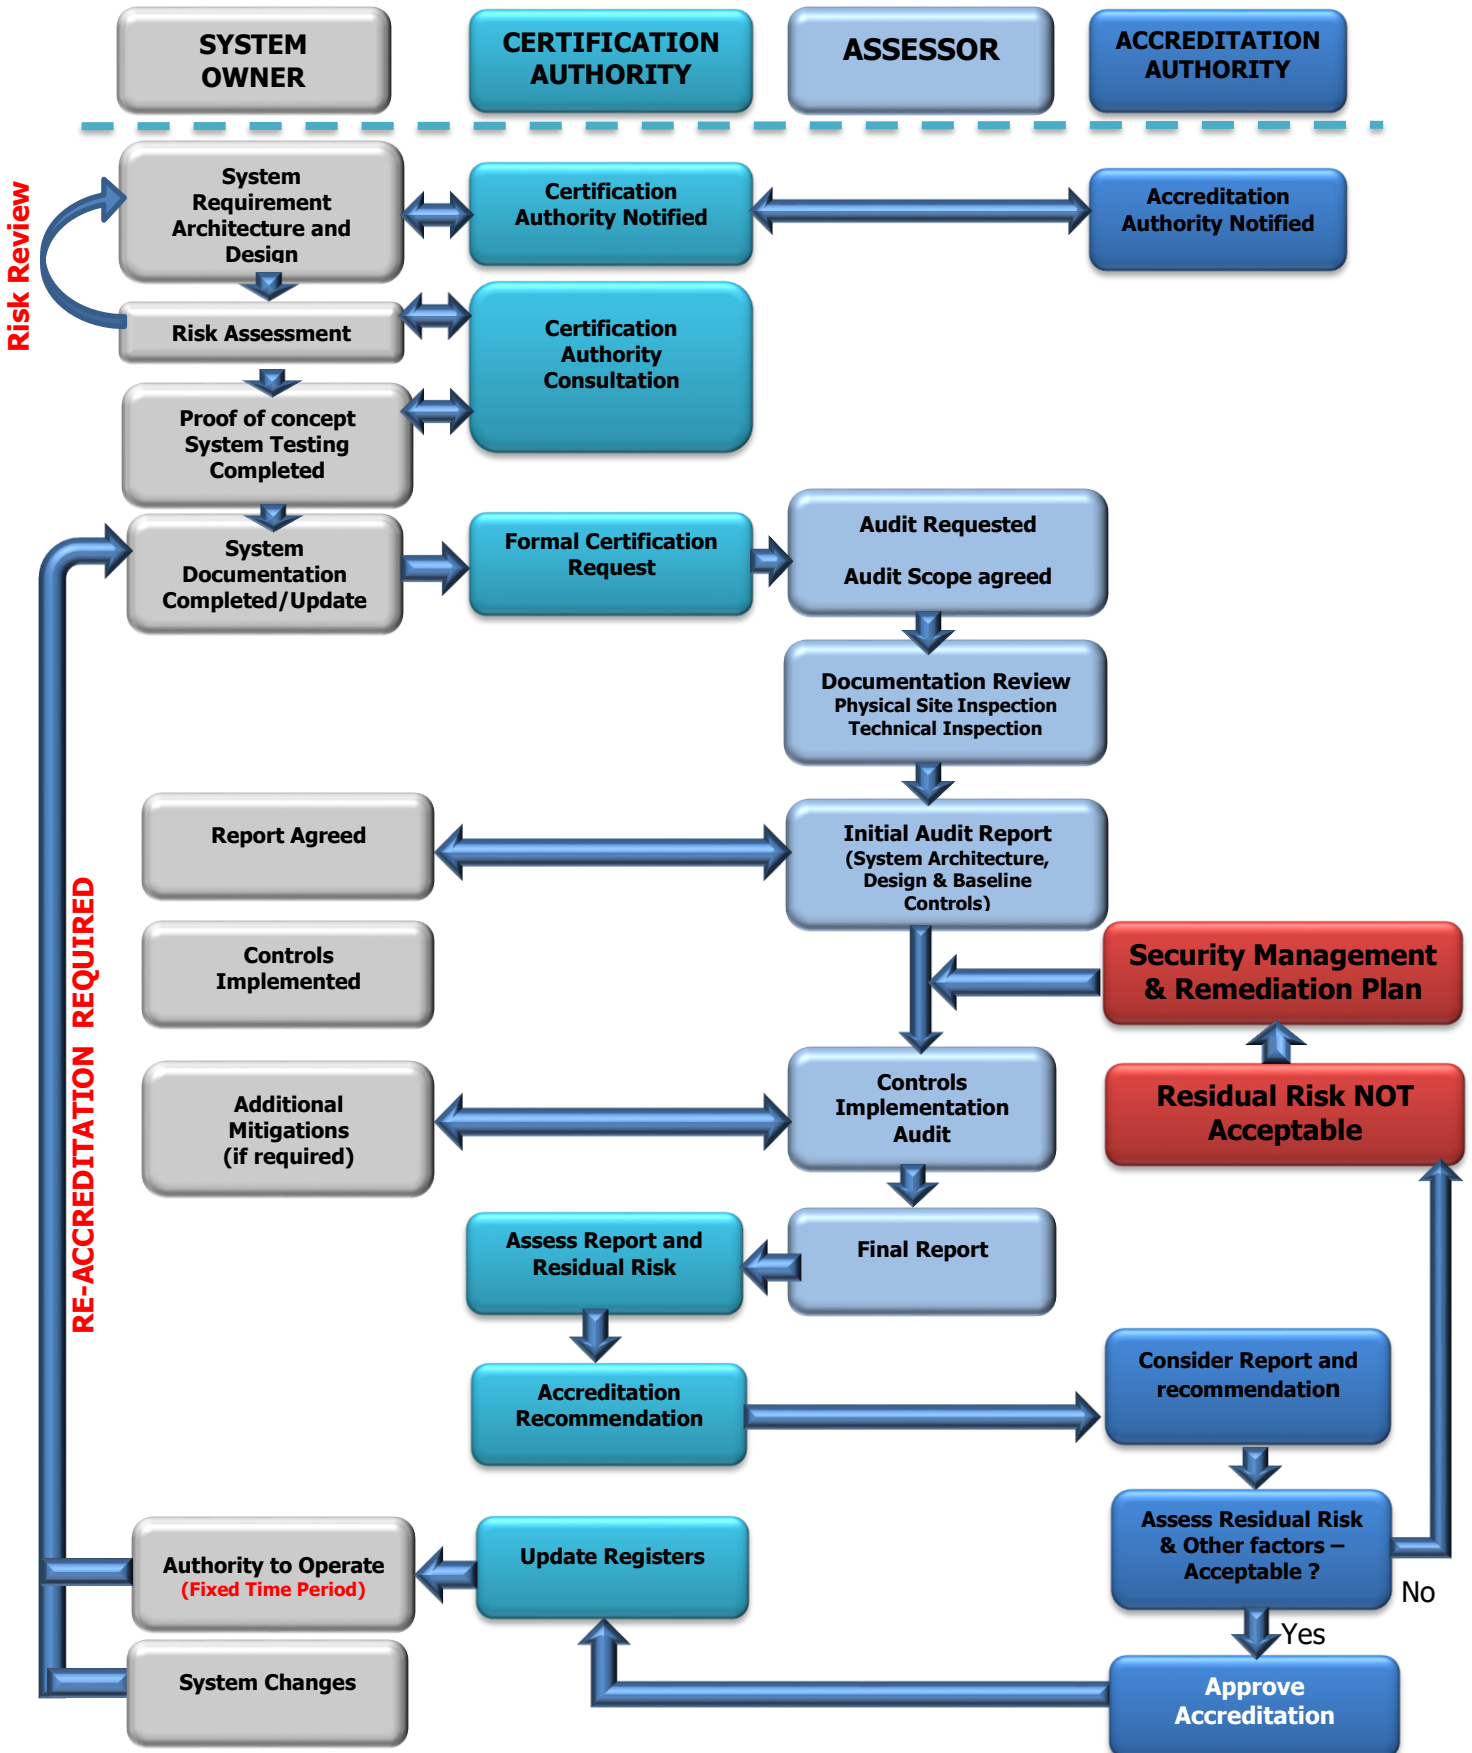 SYSTEM
OWNER
CERTIFICATION
AUTHORITY
ASSESSOR
ACCREDITATION
AUTHORITY
System
Requirement
Architecture and
Design
Certification
Authority Notified
Accreditation
Authority Notified
Risk Review
Risk Assessment
Certification
Authority
Consultation
Proof of concept
System Testing
Completed
System
Documentation
Completed/Update
Formal Certification
Request
Audit Requested
Audit Scope agreed
Documentation Review
Physical Site Inspection
Technical Inspection
Report Agreed
Initial Audit Report
(System Architecture,
Design & Baseline
Controls)
RE-ACCREDITATION REQUIRED
Controls
Implemented
Security Management
& Remediation Plan
Additional
Mitigations
(if required)
Controls
Implementation
Audit
Residual Risk NOT
Acceptable
Assess Report and
Residual Risk
Final Report
Accreditation
Recommendation
Consider Report and
recommendation
Authority to Operate
(Fixed Time Period)
Update Registers
Assess Residual Risk
& Other factors –
Acceptable ?
No
Yes
System Changes
Approve
Accreditation